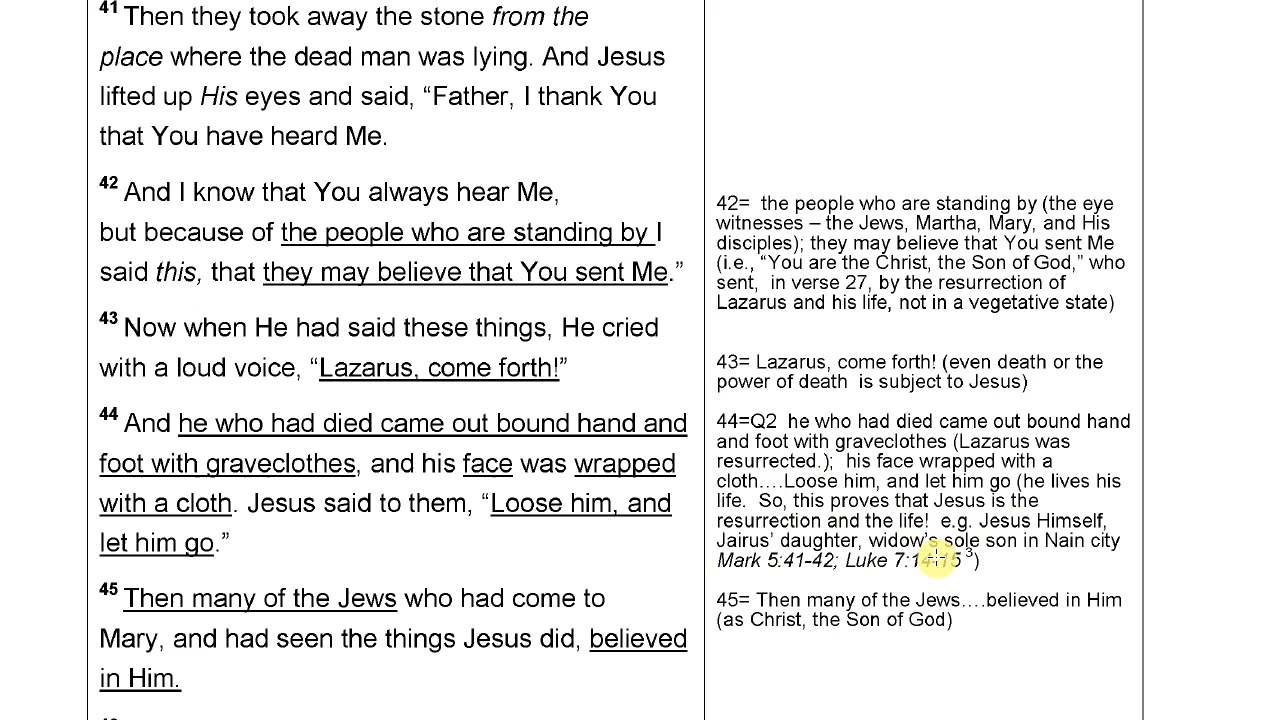 41 Then they took away the stone from the
place where the dead man was lying. And Jesus
lifted up His eyes and said, “Father, I thank You
that You have heard Me.
42 And I know that You always hear Me,
but because of the people who are standing by I
said this, that they may believe that You sent Me.”
43 Now when He had said these things, He cried
with a loud voice, “Lazarus, come forth!”
44 And he who had died came out bound hand and
foot with graveclothes, and his face was wrapped
with a cloth. Jesus said to them, “Loose him, and
let him go.”
45 Then many of the Jews who had come to
Mary, and had seen the things Jesus did, believed
in Him.
42= the people who are standing by (the eye
witnesses – the Jews, Martha, Mary, and His
disciples); they may believe that You sent Me
(i.e., “You are the Christ, the Son of God,” who
sent, in verse 27, by the resurrection of
Lazarus and his life, not in a vegetative state)
43= Lazarus, come forth! (even death or the
power of death is subject to Jesus)
44=Q2 he who had died came out bound hand
and foot with graveclothes (Lazarus was
resurrected.); his face wrapped with a
cloth….Loose him, and let him go (he lives his
life. So, this proves that Jesus is the
resurrection and the life! e.g. Jesus Himself,
Jairus’ daughter, widow’s sole son in Nain city
Mark 5:41-42; Luke 7:14-15 3)
45= Then many of the Jews….believed in Him
(as Christ, the Son of God)